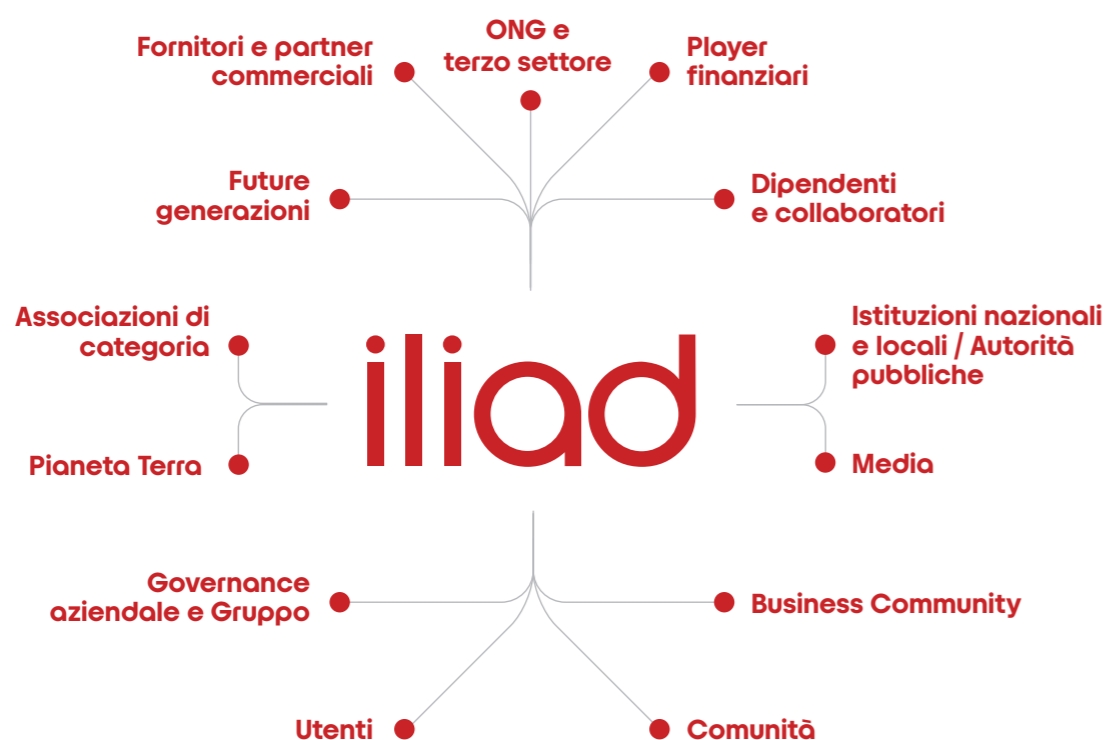 ONG e
terzo settore
Fornitori e partner
commerciali
Player
finanziari
Future
generazioni
Dipendenti
e collaboratori
Associazioni di
categoria
Istituzioni nazionali
e locali / Autorità
pubbliche
iliad
Pianeta Terra
Media
Governance
aziendale e Gruppo
Business Community
Utenti
Comunità